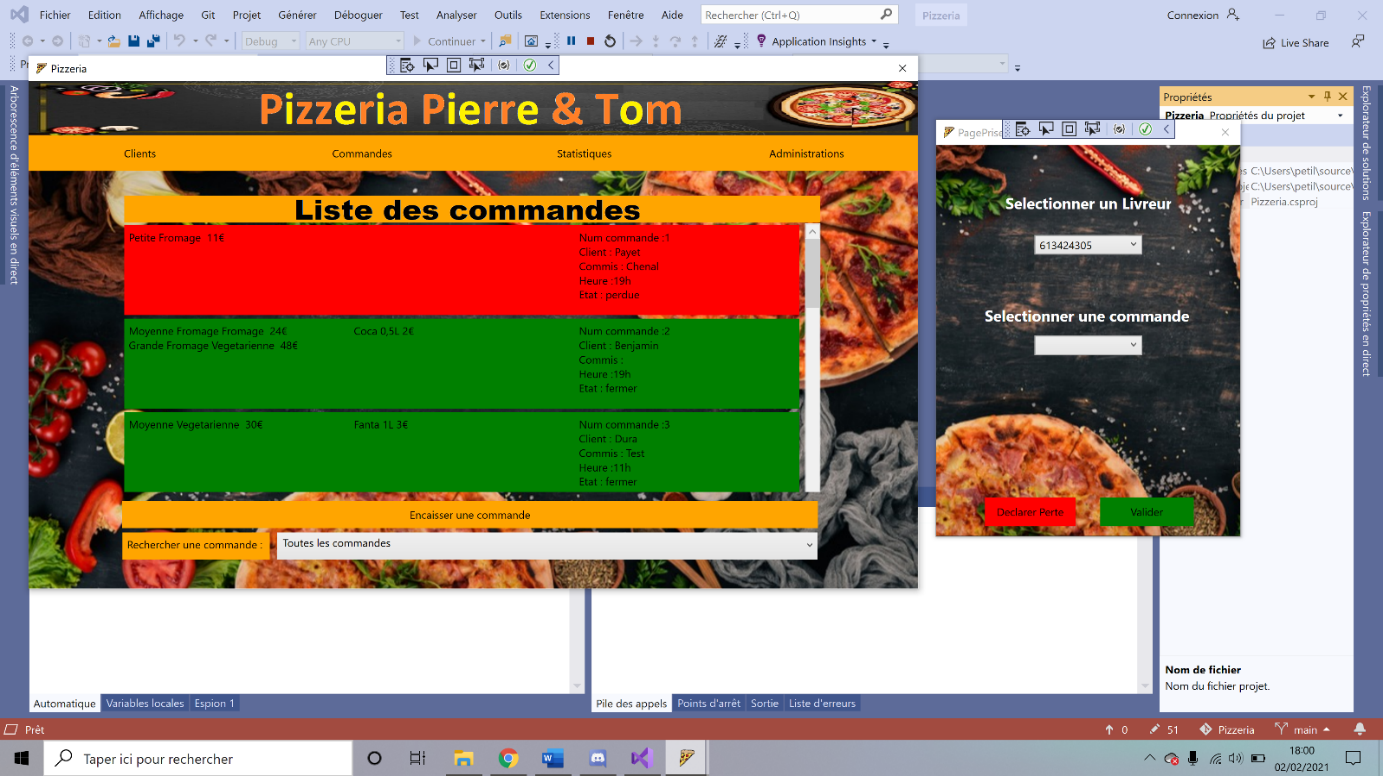 Fichier Edition Affichage Git Projet Générer Déboguer Test Analyser Outils Extensions Fenêtre Aide Rechercher (Ctrl+Q) Pizzeria Connexion
Debug Any CPU Continuer Application Insights Live Share
Pizzeria
Pizzeria Pierre & Tom
Clients Commandes Statistiques Administrations
Liste des commandes
Petite Fromage 11€ Num commande :1
Client : Payet
Commis : Chenal
Heure :19h
Etat : perdue
Moyenne Fromage Fromage 24€ Coca 0,5L 2€ Num commande :2
Grande Fromage Vegetarienne 48€ Client : Benjamin
Commis :
Heure :19h
Etat : fermer
Moyenne Vegetarienne 30€ Fanta 1L 3€ Num commande :3
Client : Dura
Commis : Test
Heure :11h
Etat : fermer
Encaisser une commande
Rechercher une commande : Toutes les commandes
PagePrise
Selectionner un Livreur
613424305
Selectionner une commande
Declarer Perte Valider
Propriétés
Pizzeria Propriétés du projet
C:\Users\petil\source\
C:\Users\petil\source\
Pizzeria.csproj
Nom de fichier
Nom du fichier projet.
Arborescence d'éléments visuels en direct
Explorateur de solutions
Explorateur de propriétés en direct
Automatique Variables locales Espion 1 Pile des appels Points d'arrêt Sortie Liste d'erreurs
Prêt 0 51 Pizzeria main
Taper ici pour rechercher
18:00
02/02/2021